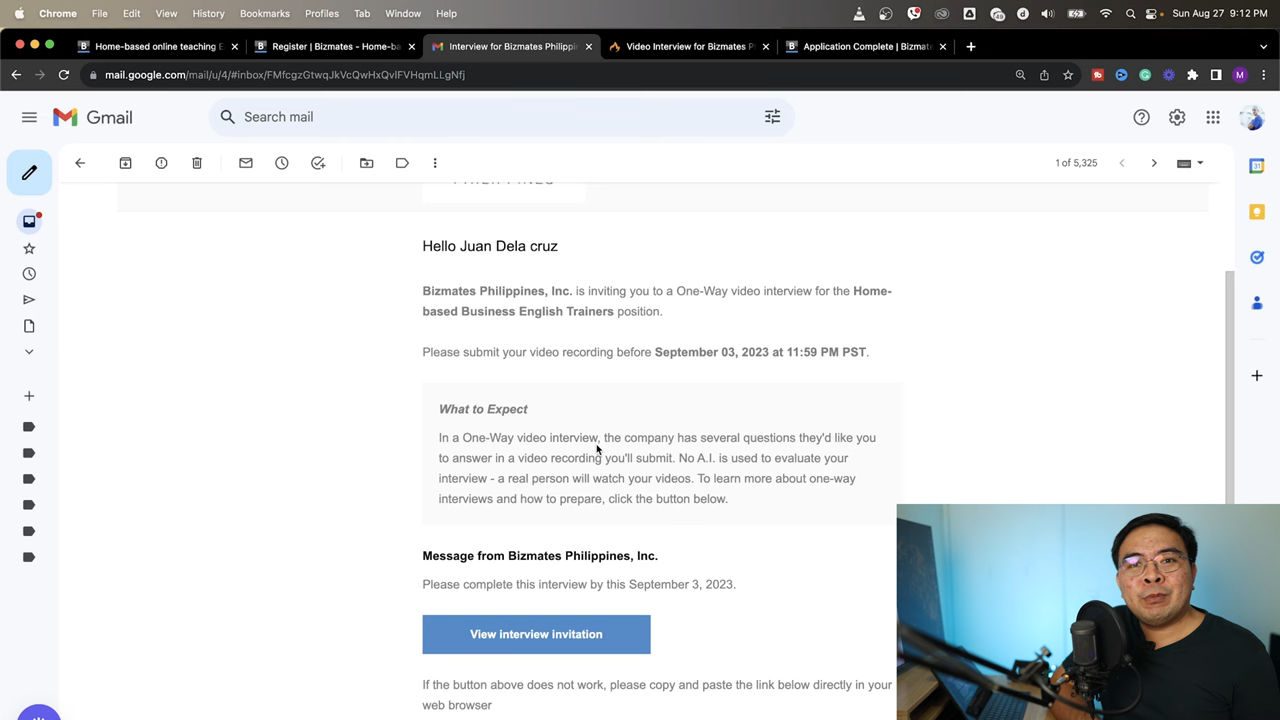 Chrome File Edit View History Bookmarks Profiles Tab Window Help Sun Aug 27 9:12 PM
Home-based online teaching E Register | Bizmates - Home-ba Interview for Bizmates Philippin Video Interview for Bizmates P Application Complete | Bizmat
mail.google.com/mail/u/4/#inbox/FMfcgzGtwqJkVcQwHxQvlFVHqmLLgNfj
Gmail
Search mail
1 of 5,325
PHILIPPINES
Hello Juan Dela cruz
Bizmates Philippines, Inc. is inviting you to a One-Way video interview for the Home-
based Business English Trainers position.
Please submit your video recording before September 03, 2023 at 11:59 PM PST.
What to Expect
In a One-Way video interview, the company has several questions they'd like you
to answer in a video recording you'll submit. No A.I. is used to evaluate your
interview - a real person will watch your videos. To learn more about one-way
interviews and how to prepare, click the button below.
Message from Bizmates Philippines, Inc.
Please complete this interview by this September 3, 2023.
View interview invitation
If the button above does not work, please copy and paste the link below directly in your
web browser